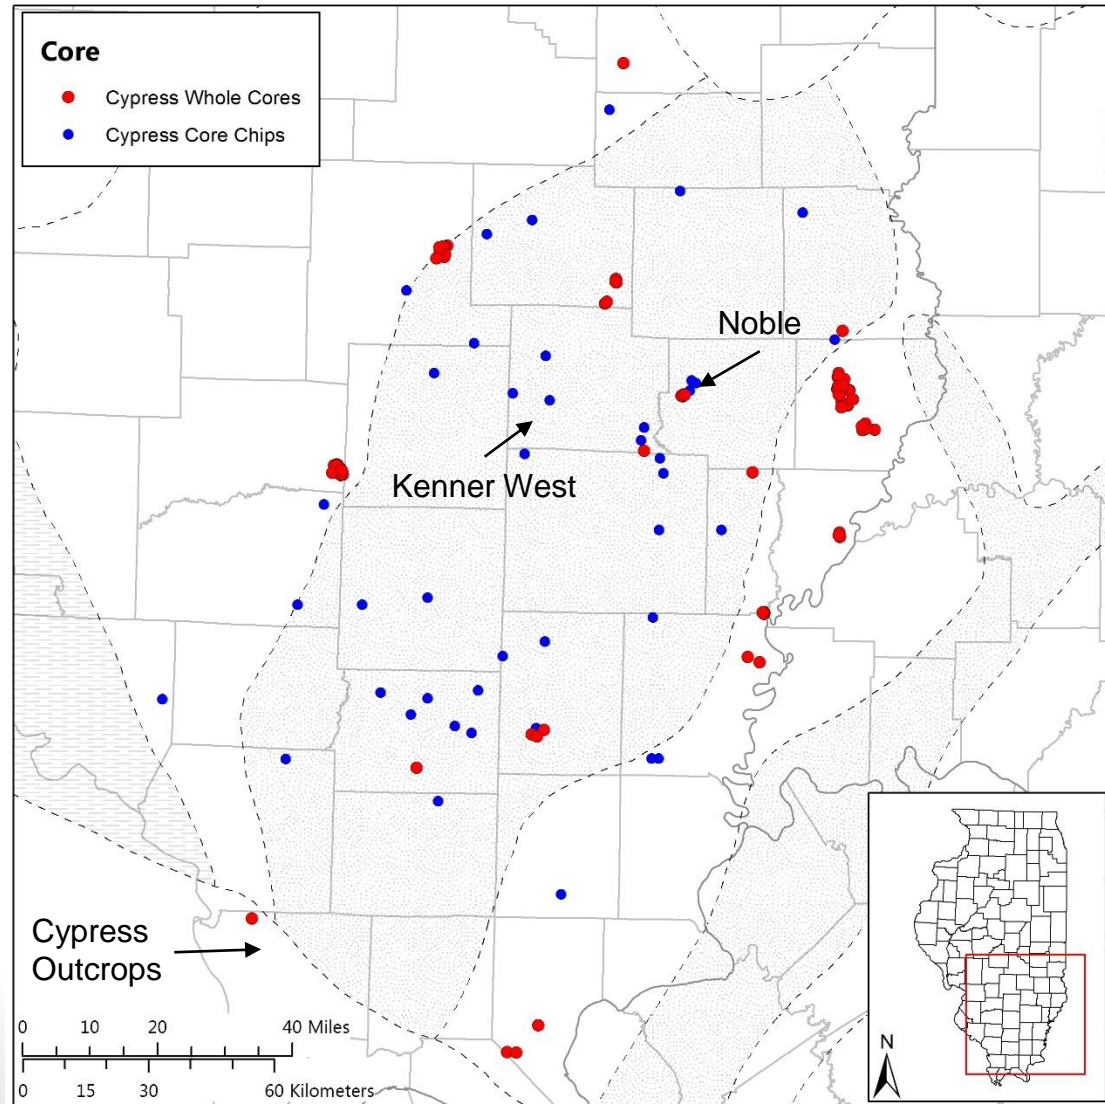 Core
Cypress Whole Cores
Cypress Core Chips
Noble
Kenner West
Cypress
Outcrops
0 10 20 40 Miles
0 15 30 60 Kilometers
N